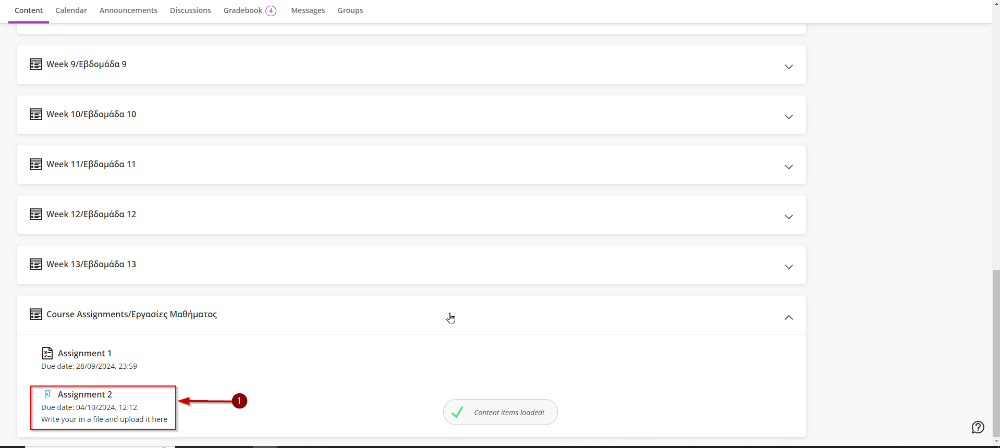 Content Calendar Announcements Discussions Gradebook 4 Messages Groups
Week 9/Εβδομάδα 9
Week 10/Εβδομάδα 10
Week 11/Εβδομάδα 11
Week 12/Εβδομάδα 12
Week 13/Εβδομάδα 13
Course Assignments/Εργασίες Μαθήματος
Assignment 1
Due date: 28/09/2024, 23:59
Assignment 2
Due date: 04/10/2024, 12:12
Write your in a file and upload it here
1
Content items loaded!